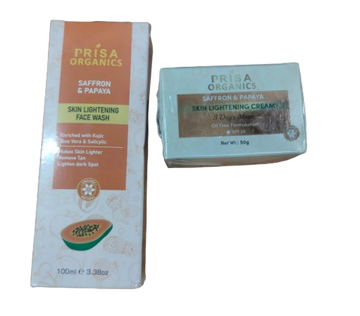 PRISA
ORGANICS
SAFFRON
& PAPAYA
SKIN LIGHTENING
FACE WASH
Enriched with Kojic
Aloe Vera & Salicylic
Makes Skin Lighter
Remove Tan
Lighten dark Spot
100ml e 3.38oz
PRISA
ORGANICS
SAFFRON & PAPAYA
SKIN LIGHTENING CREAM
Oil Free Formulation
Net Wt.: 50g